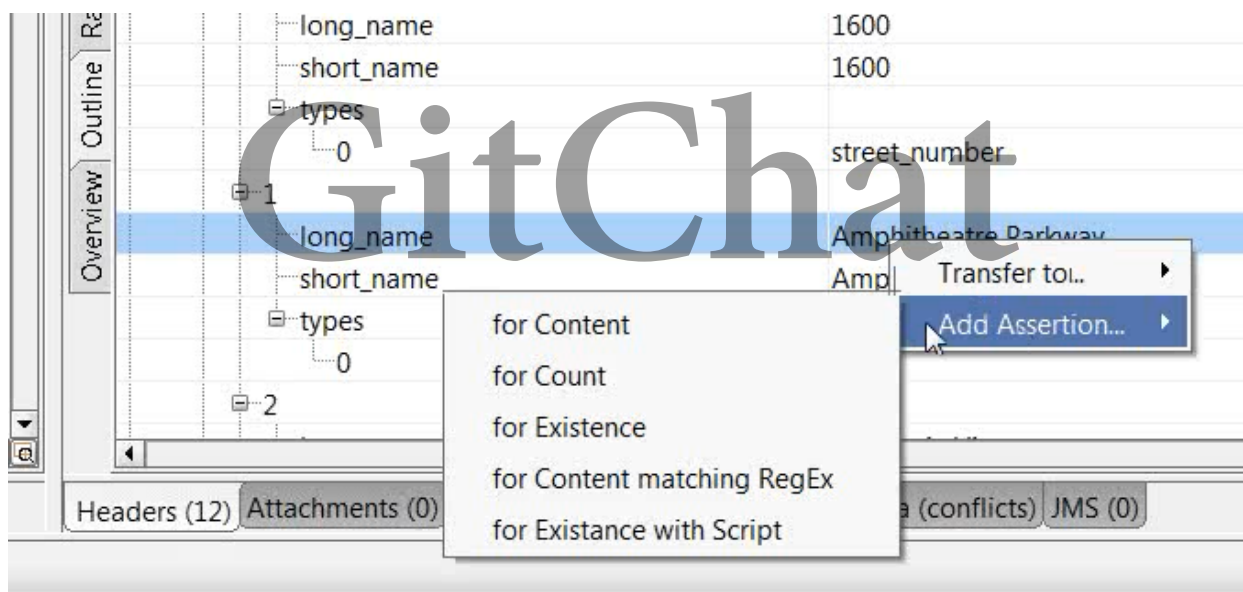 Ra
long_name 1600
short_name 1600
Outline
types
0 street_number
GitChat
Overview
1
long_name Amphitheatre Parkway
short_name Amp
Transfer to...
Add Assertion...
types
0
2
for Content
for Count
for Existence
for Content matching RegEx
for Existance with Script
Headers (12) Attachments (0) a (conflicts) JMS (0)